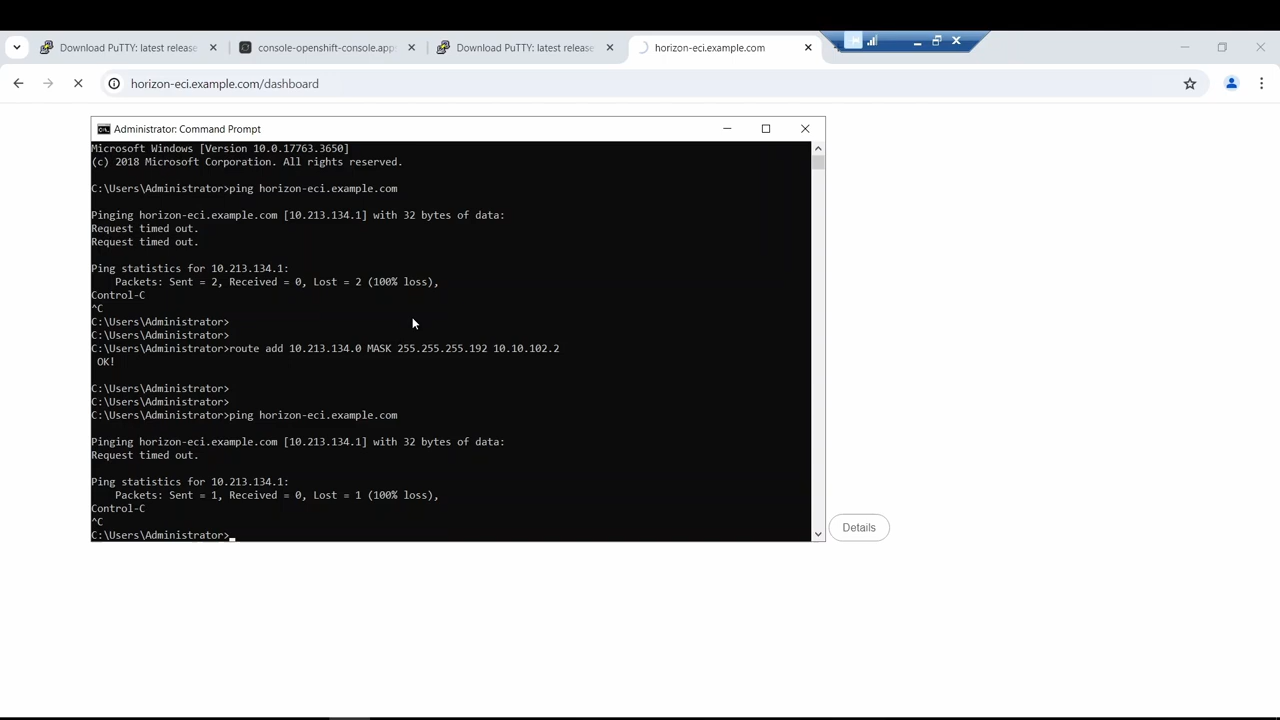 Download PuTTY: latest release
console-openshift-console.app
Download PuTTY: latest release
horizon-eci.example.com
horizon-eci.example.com/dashboard
Administrator: Command Prompt
Microsoft Windows [Version 10.0.17763.3650]
(c) 2018 Microsoft Corporation. All rights reserved.
C:\Users\Administrator>ping horizon-eci.example.com
Pinging horizon-eci.example.com [10.213.134.1] with 32 bytes of data:
Request timed out.
Request timed out.
Ping statistics for 10.213.134.1:
Packets: Sent = 2, Received = 0, Lost = 2 (100% loss),
Control-C
^C
C:\Users\Administrator>
C:\Users\Administrator>
C:\Users\Administrator>route add 10.213.134.0 MASK 255.255.255.192 10.10.102.2
OK!
C:\Users\Administrator>
C:\Users\Administrator>
C:\Users\Administrator>ping horizon-eci.example.com
Pinging horizon-eci.example.com [10.213.134.1] with 32 bytes of data:
Request timed out.
Ping statistics for 10.213.134.1:
Packets: Sent = 1, Received = 0, Lost = 1 (100% loss),
Control-C
^C
C:\Users\Administrator>
Details